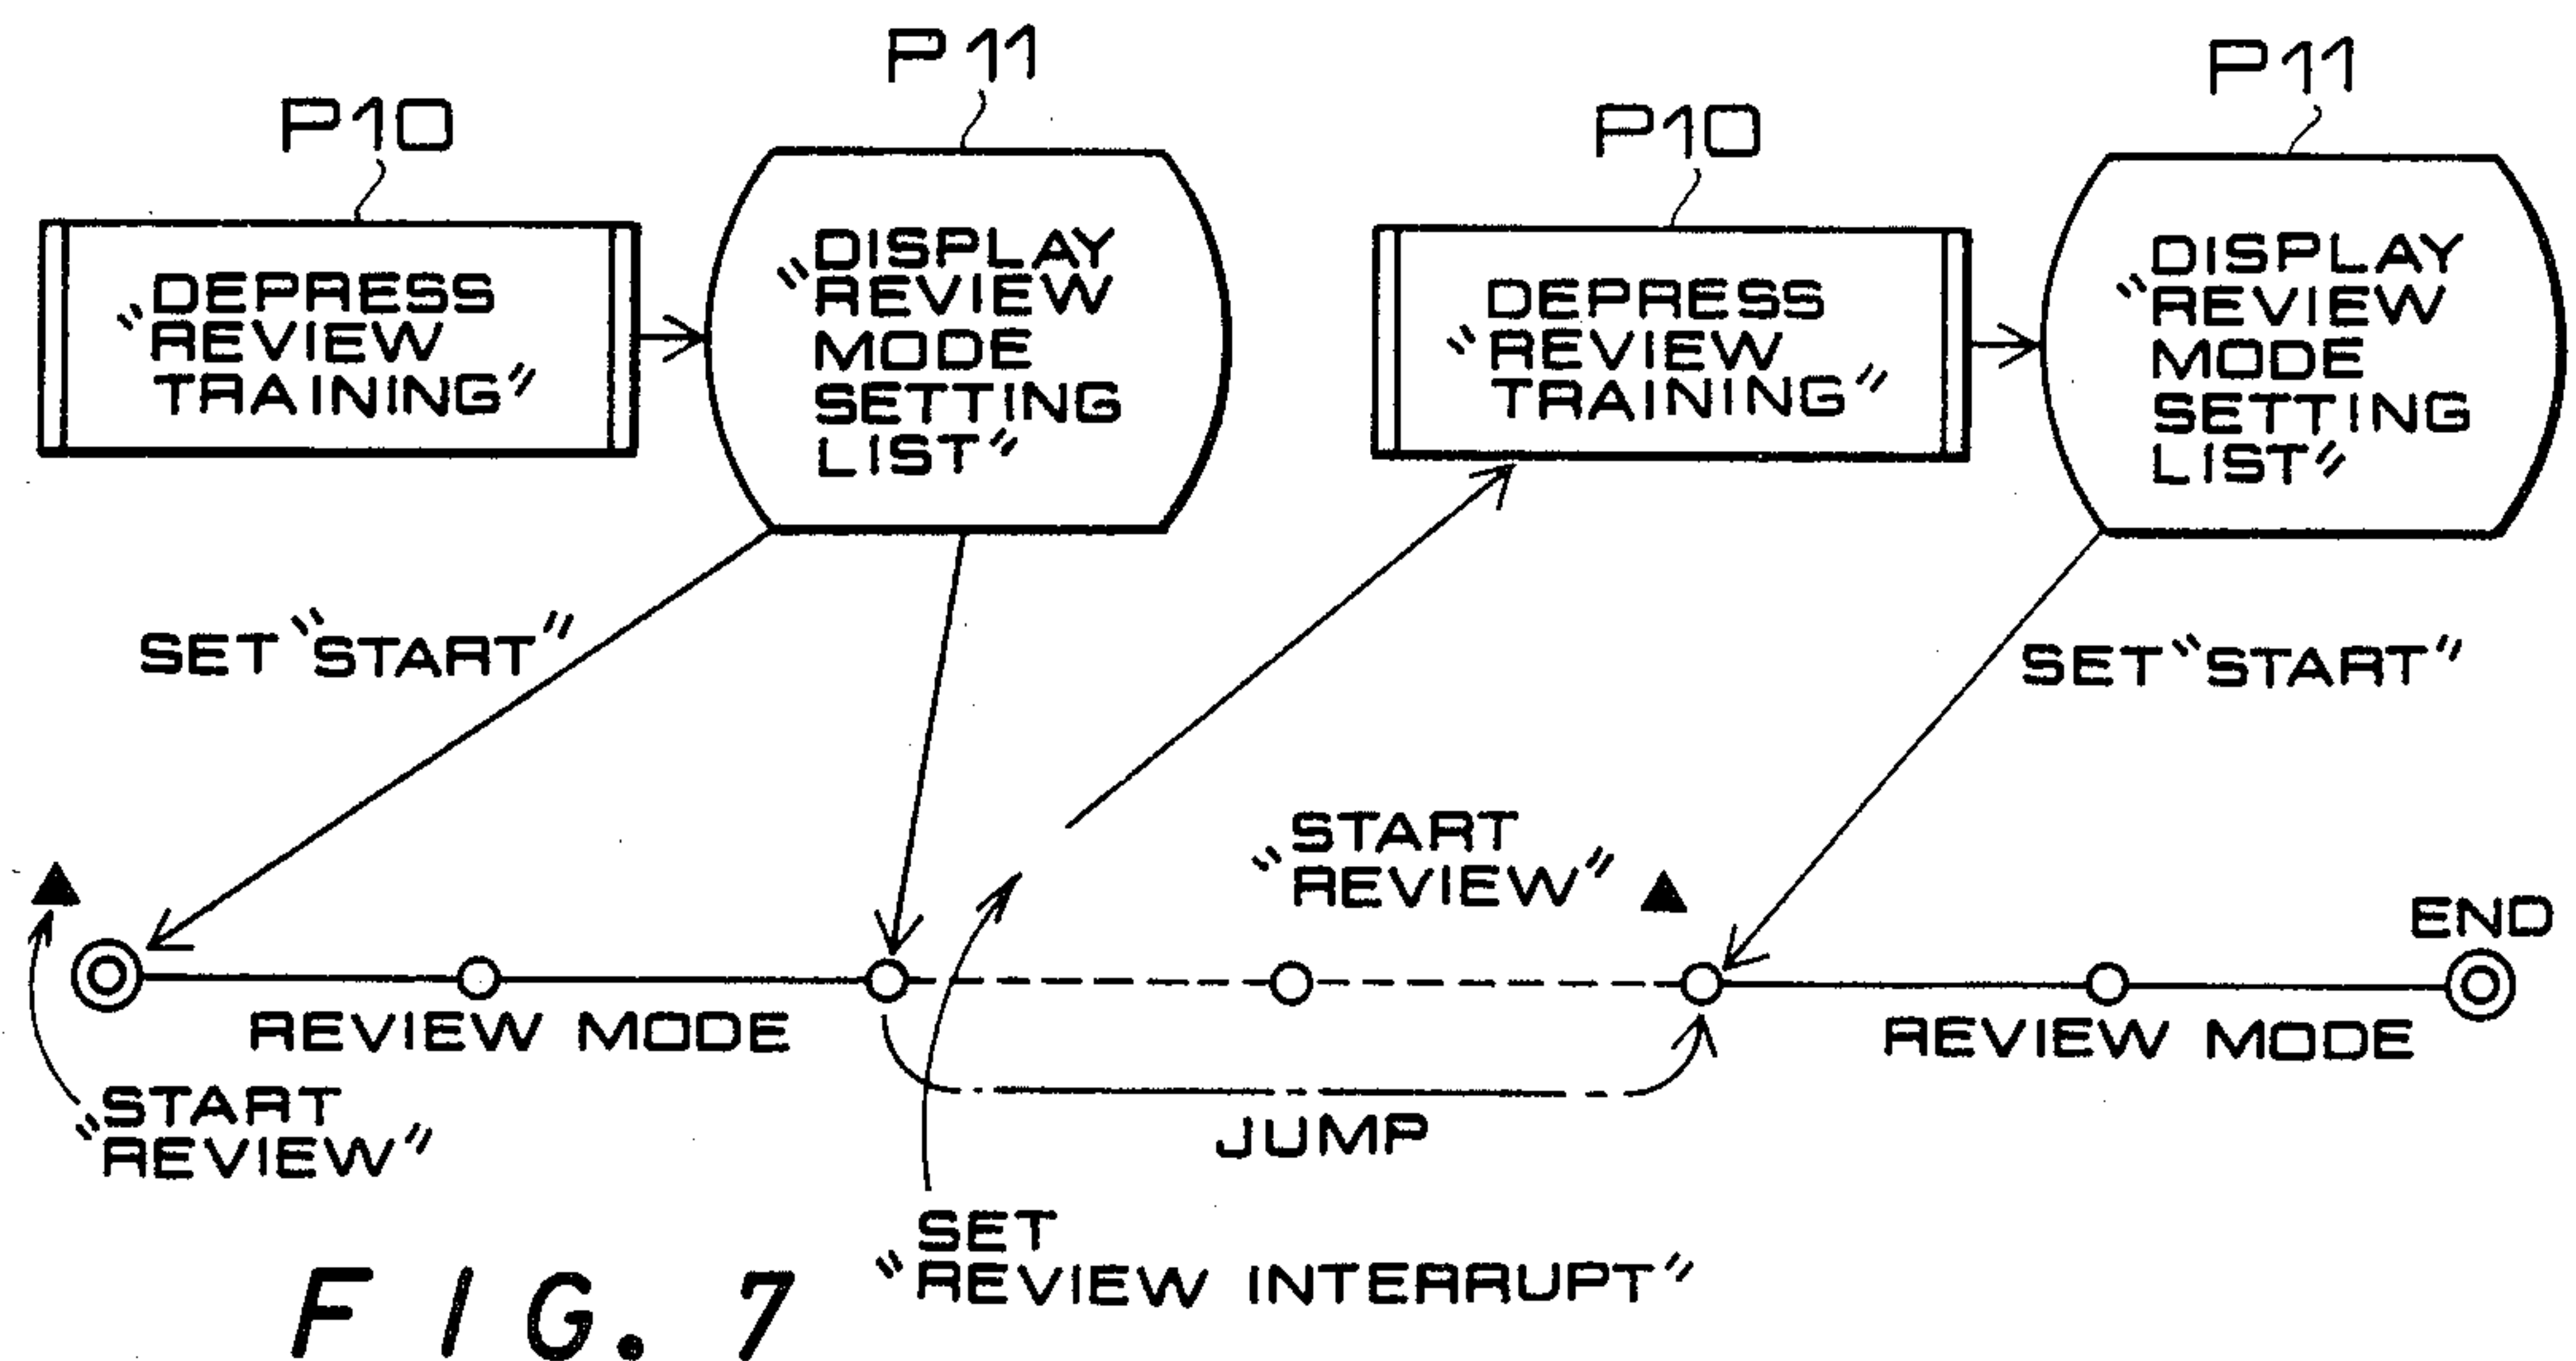 P10
P11
DEPRESS
"REVIEW
TRAINING"
DISPLAY
"REVIEW
MODE
SETTING
LIST"
P10
P11
DEPRESS
"REVIEW
TRAINING"
DISPLAY
"REVIEW
MODE
SETTING
LIST"
SET "START"
SET "START"
START
"REVIEW"
END
REVIEW MODE
REVIEW MODE
START
"REVIEW"
JUMP
SET
"REVIEW INTERRUPT"
FIG. 7